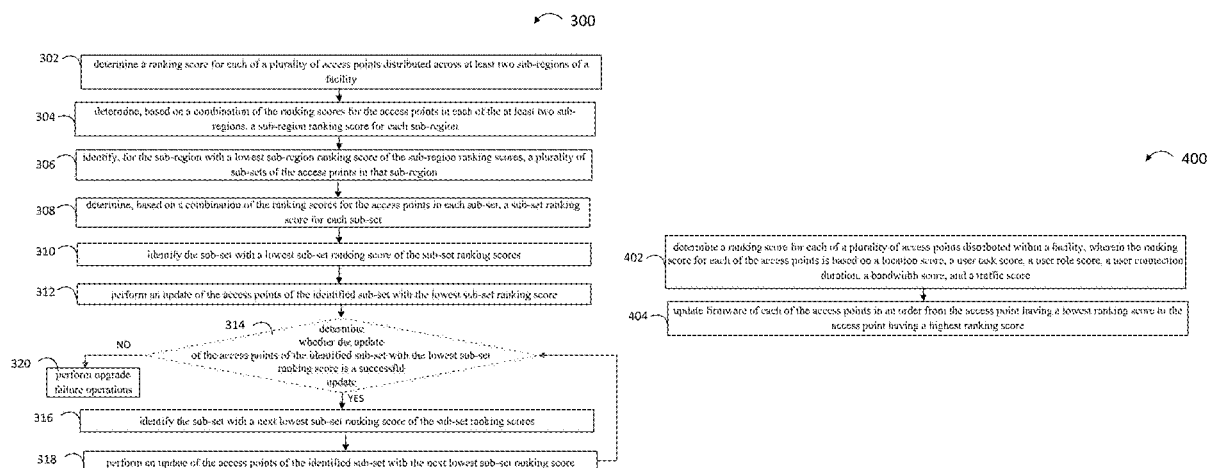 300
302
determine a ranking score for each of a plurality of access points distributed across at least two sub-regions of a
facility
304
determine, based on a combination of the ranking scores for the access points in each of the at least two sub-
regions, a sub-region ranking score for each sub-region
306
identify, for the sub-region with a lowest sub-region ranking score of the sub-region ranking scores, a plurality
of sub-sets of the access points in that sub-region
308
determine, based on a combination of the ranking scores for the access points in each sub-set, a sub-set ranking
score for each sub-set
310
identify the sub-set with a lowest sub-set ranking score of the sub-set ranking scores
312
perform an update of the access points of the identified sub-set with the lowest sub-set ranking score
314
determine
whether the update
of the access points of the identified sub-set with the lowest sub-set
ranking score is a successful
update
NO
320
perform upgrade
failure operations
YES
316
identify the sub-set with a next lowest sub-set ranking score of the sub-set ranking scores
318
perform an update of the access points of the identified sub-set with the next lowest sub-set ranking score
400
402
determine a ranking score for each of a plurality of access points distributed within a facility, wherein the ranking
score for each of the access points is based on a location score, a user task score, a user role score, a user connection
duration, a bandwidth score, and a traffic score
404
update firmware of each of the access points in an order from the access point having a lowest ranking score to the
access point having a highest ranking score